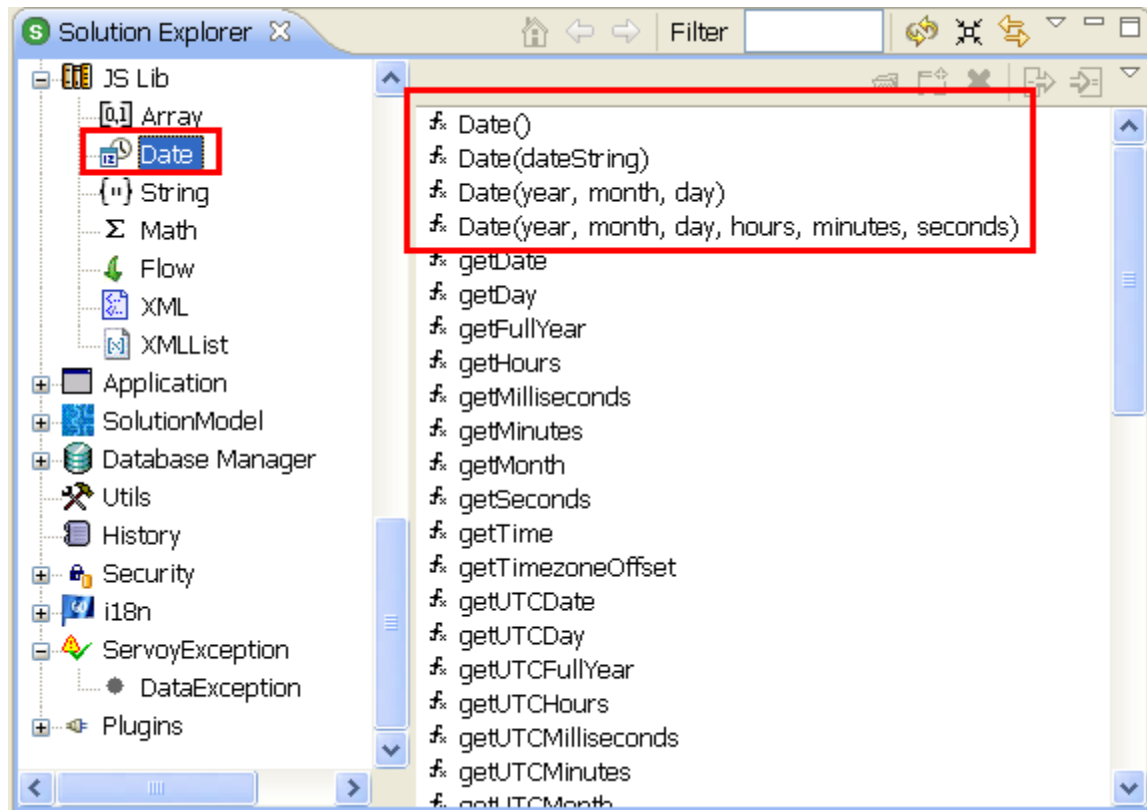 Solution Explorer
Filter
JS Lib
Array
Date
String
Math
Flow
XML
XMLList
Application
SolutionModel
Database Manager
Utils
History
Security
i18n
ServoyException
DataException
Plugins
Date()
Date(dateString)
Date(year, month, day)
Date(year, month, day, hours, minutes, seconds)
getDate
getDay
getFullYear
getHours
getMilliseconds
getMinutes
getMonth
getSeconds
getTime
getTimezoneOffset
getUTCDate
getUTCDay
getUTCFullYear
getUTCHours
getUTCMilliseconds
getUTCMinutes
getUTCMonth